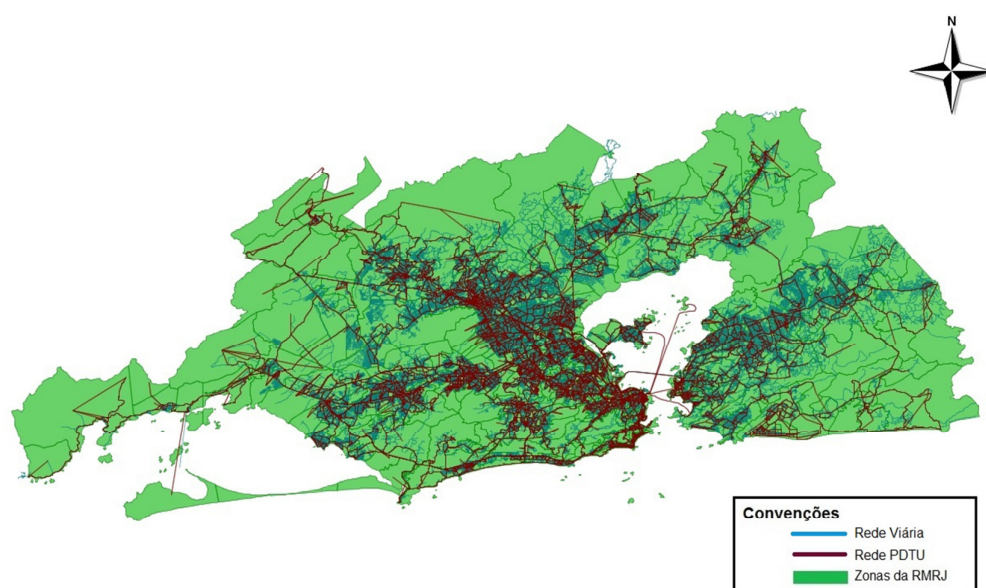 N
Convenções
Rede Viária
Rede PDTU
Zonas da RMRJ